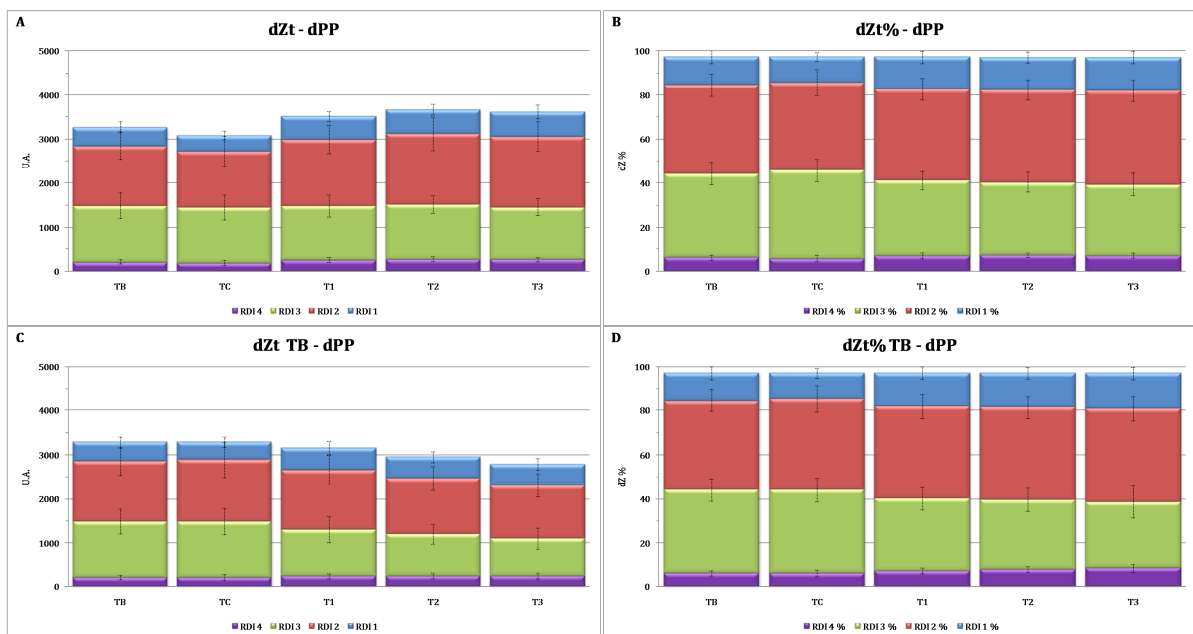 A
dZt - dPP
5000
4000
3000
2000
1000
0
U.A.
TB TC T1 T2 T3
RDI 4 RDI 3 RDI 2 RDI 1
B
dZt% - dPP
100
80
60
40
20
0
cZ %
TB TC T1 T2 T3
RDI 4 % RDI 3 % RDI 2 % RDI 1 %
C
dZt TB - dPP
5000
4000
3000
2000
1000
0
U.A.
TB TC T1 T2 T3
RDI 4 RDI 3 RDI 2 RDI 1
D
dZt% TB - dPP
100
80
60
40
20
0
dZ %
TB TC T1 T2 T3
RDI 4 % RDI 3 % RDI 2 % RDI 1 %